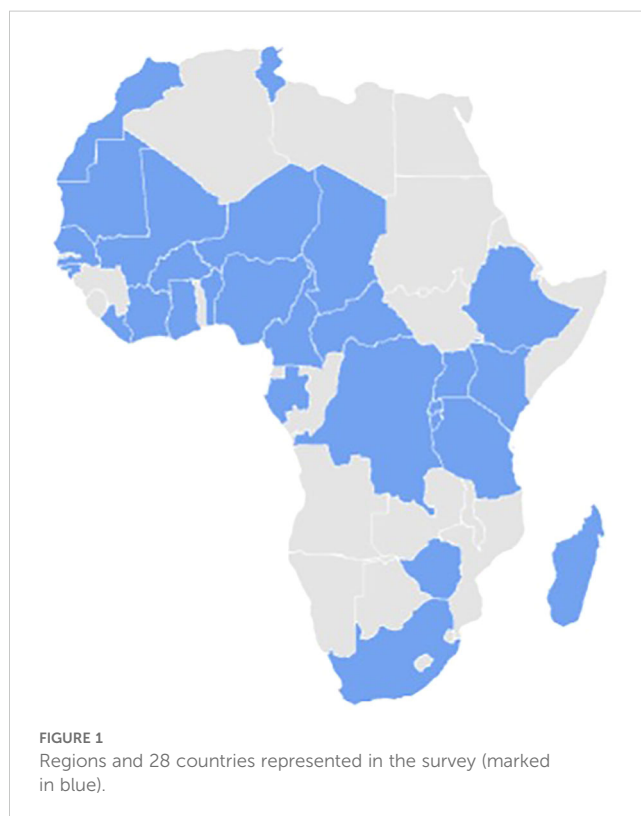 FIGURE 1
Regions and 28 countries represented in the survey (marked
in blue).